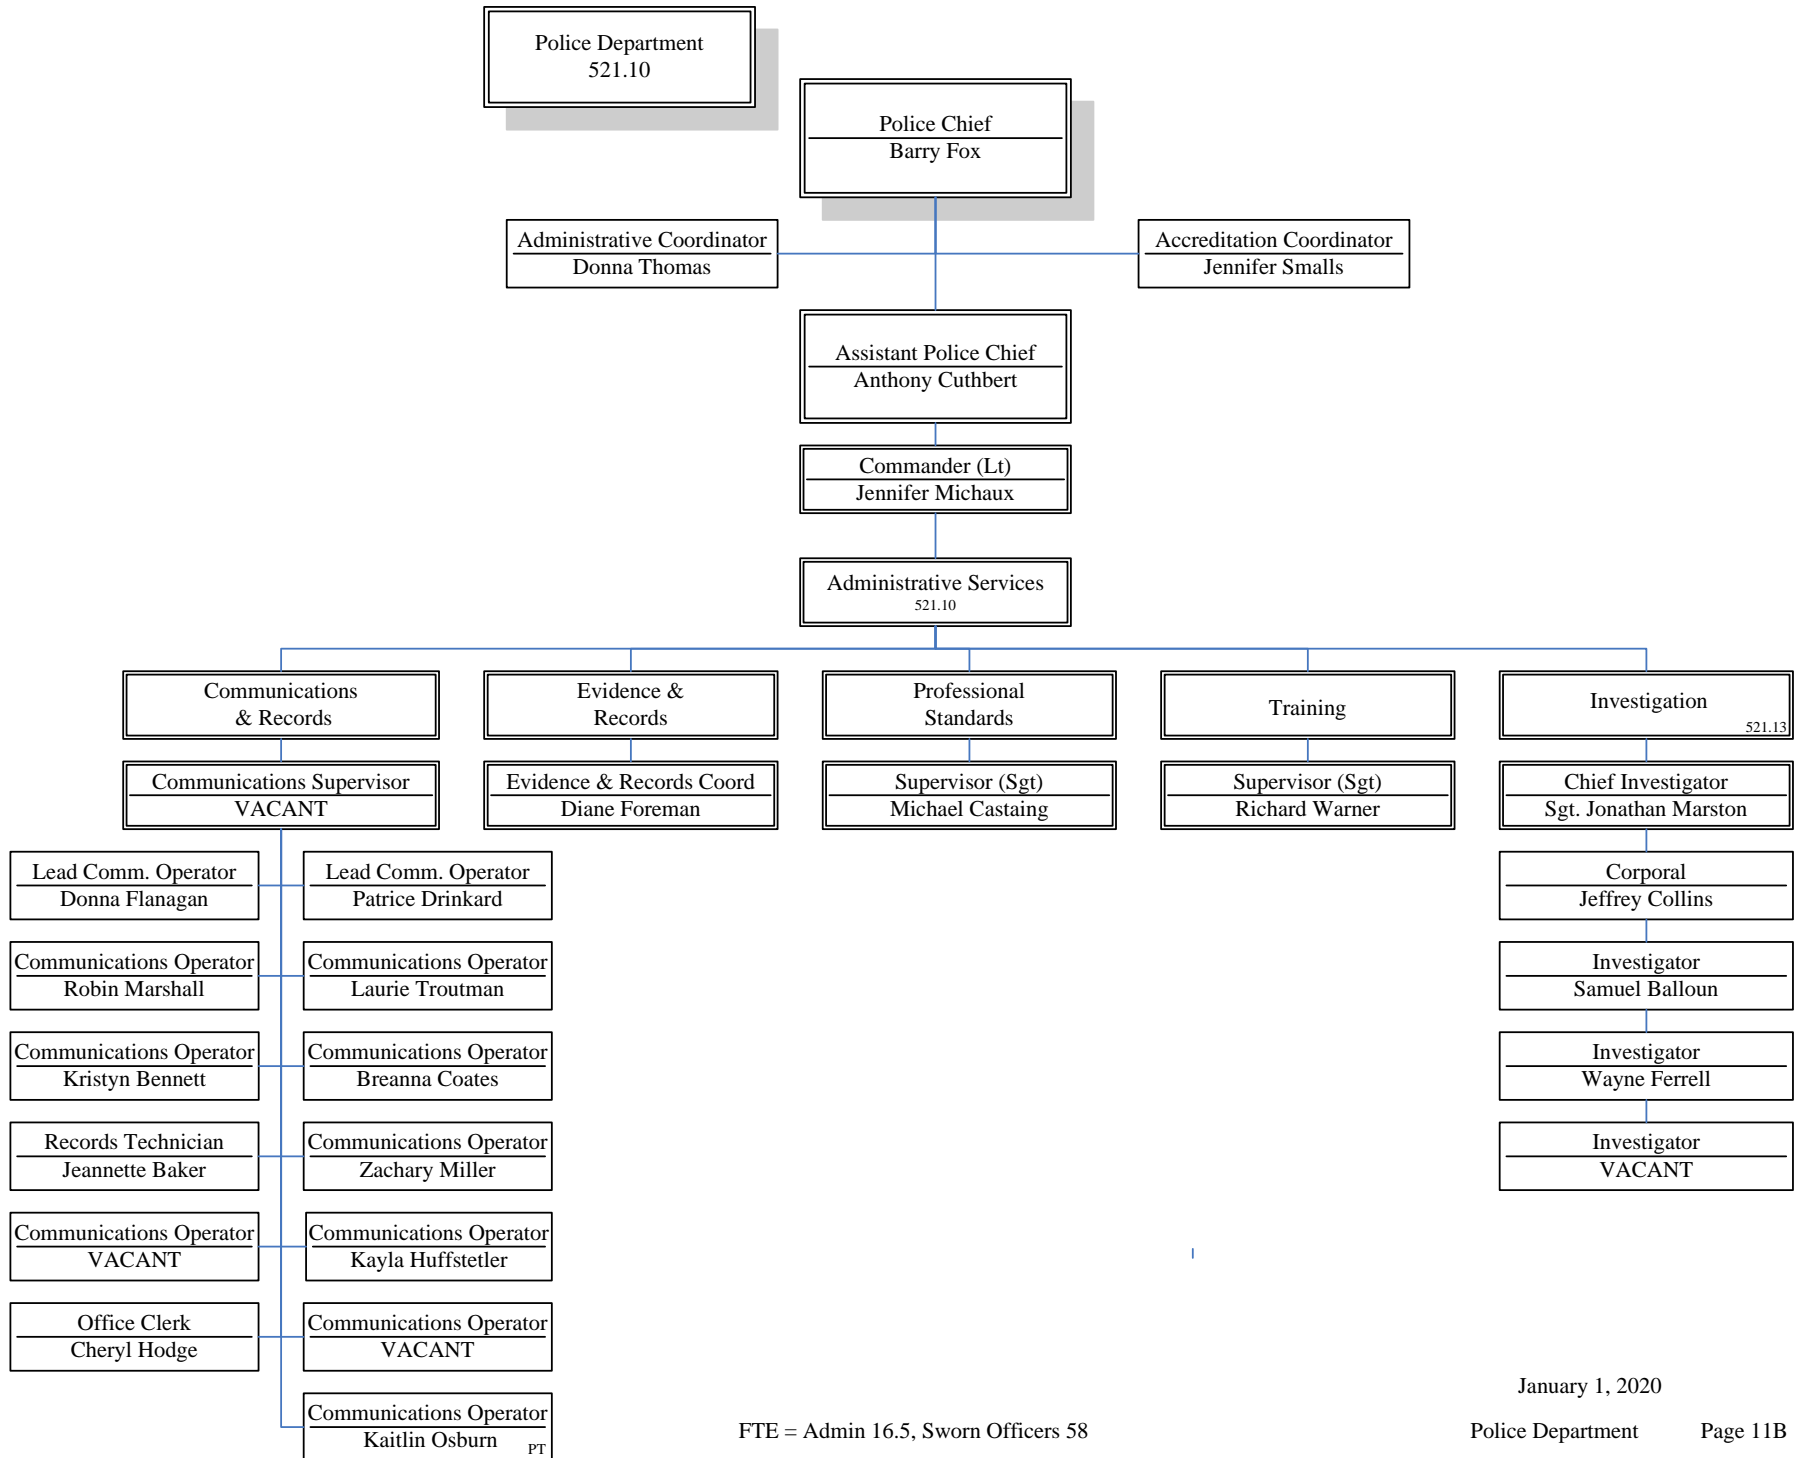 Police Department
521.10
Police Chief
Barry Fox
Administrative Coordinator
Donna Thomas
Accreditation Coordinator
Jennifer Smalls
Assistant Police Chief
Anthony Cuthbert
Commander (Lt)
Jennifer Michaux
Administrative Services
521.10
Communications
& Records
Evidence &
Records
Professional
Standards
Training
Investigation
521.13
Communications Supervisor
VACANT
Evidence & Records Coord
Diane Foreman
Supervisor (Sgt)
Michael Castaing
Supervisor (Sgt)
Richard Warner
Chief Investigator
Sgt. Jonathan Marston
Lead Comm. Operator
Donna Flanagan
Lead Comm. Operator
Patrice Drinkard
Corporal
Jeffrey Collins
Communications Operator
Robin Marshall
Communications Operator
Laurie Troutman
Investigator
Samuel Balloun
Communications Operator
Kristyn Bennett
Communications Operator
Breanna Coates
Investigator
Wayne Ferrell
Records Technician
Jeannette Baker
Communications Operator
Zachary Miller
Investigator
VACANT
Communications Operator
VACANT
Communications Operator
Kayla Huffstetler
Office Clerk
Cheryl Hodge
Communications Operator
VACANT
Communications Operator
Kaitlin Osburn PT
January 1, 2020
FTE = Admin 16.5, Sworn Officers 58
Police Department Page 11B